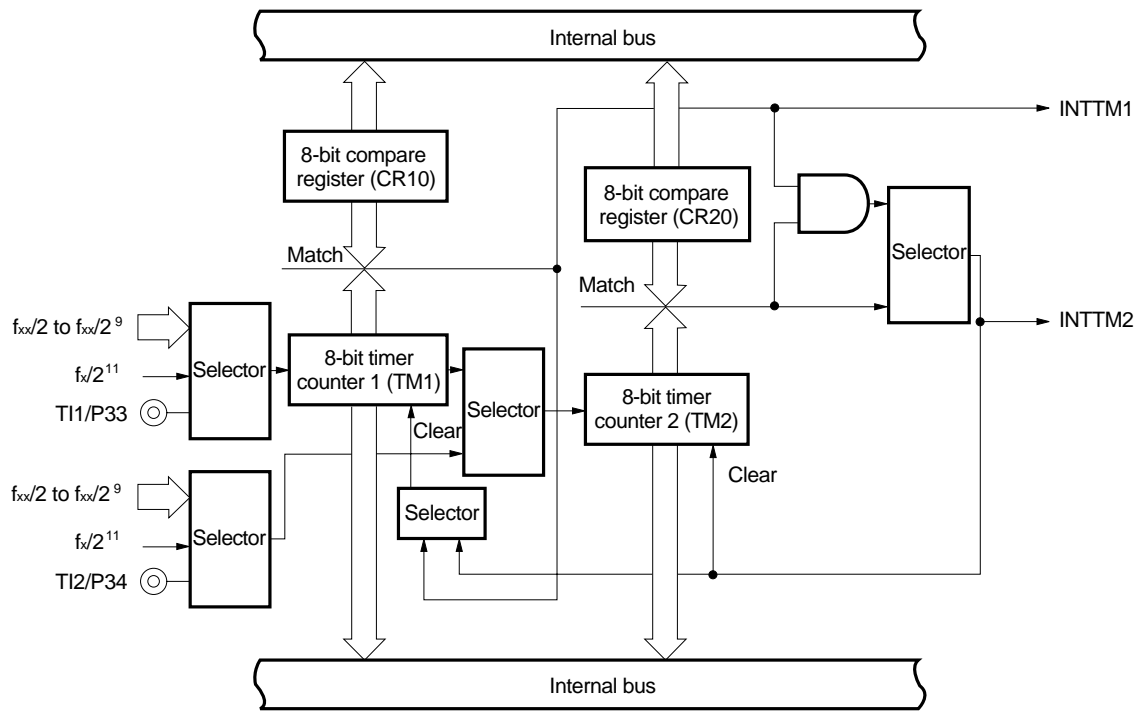 Internal bus
INTTM1
8-bit compare
register (CR10)
8-bit compare
register (CR20)
Match
Selector
Match
INTTM2
fxx/2 to fxx/2⁹
fx/2¹¹
TI1/P33
Selector
8-bit timer
counter 1 (TM1)
Selector
8-bit timer
counter 2 (TM2)
Clear
Clear
fxx/2 to fxx/2⁹
fx/2¹¹
TI2/P34
Selector
Selector
Internal bus